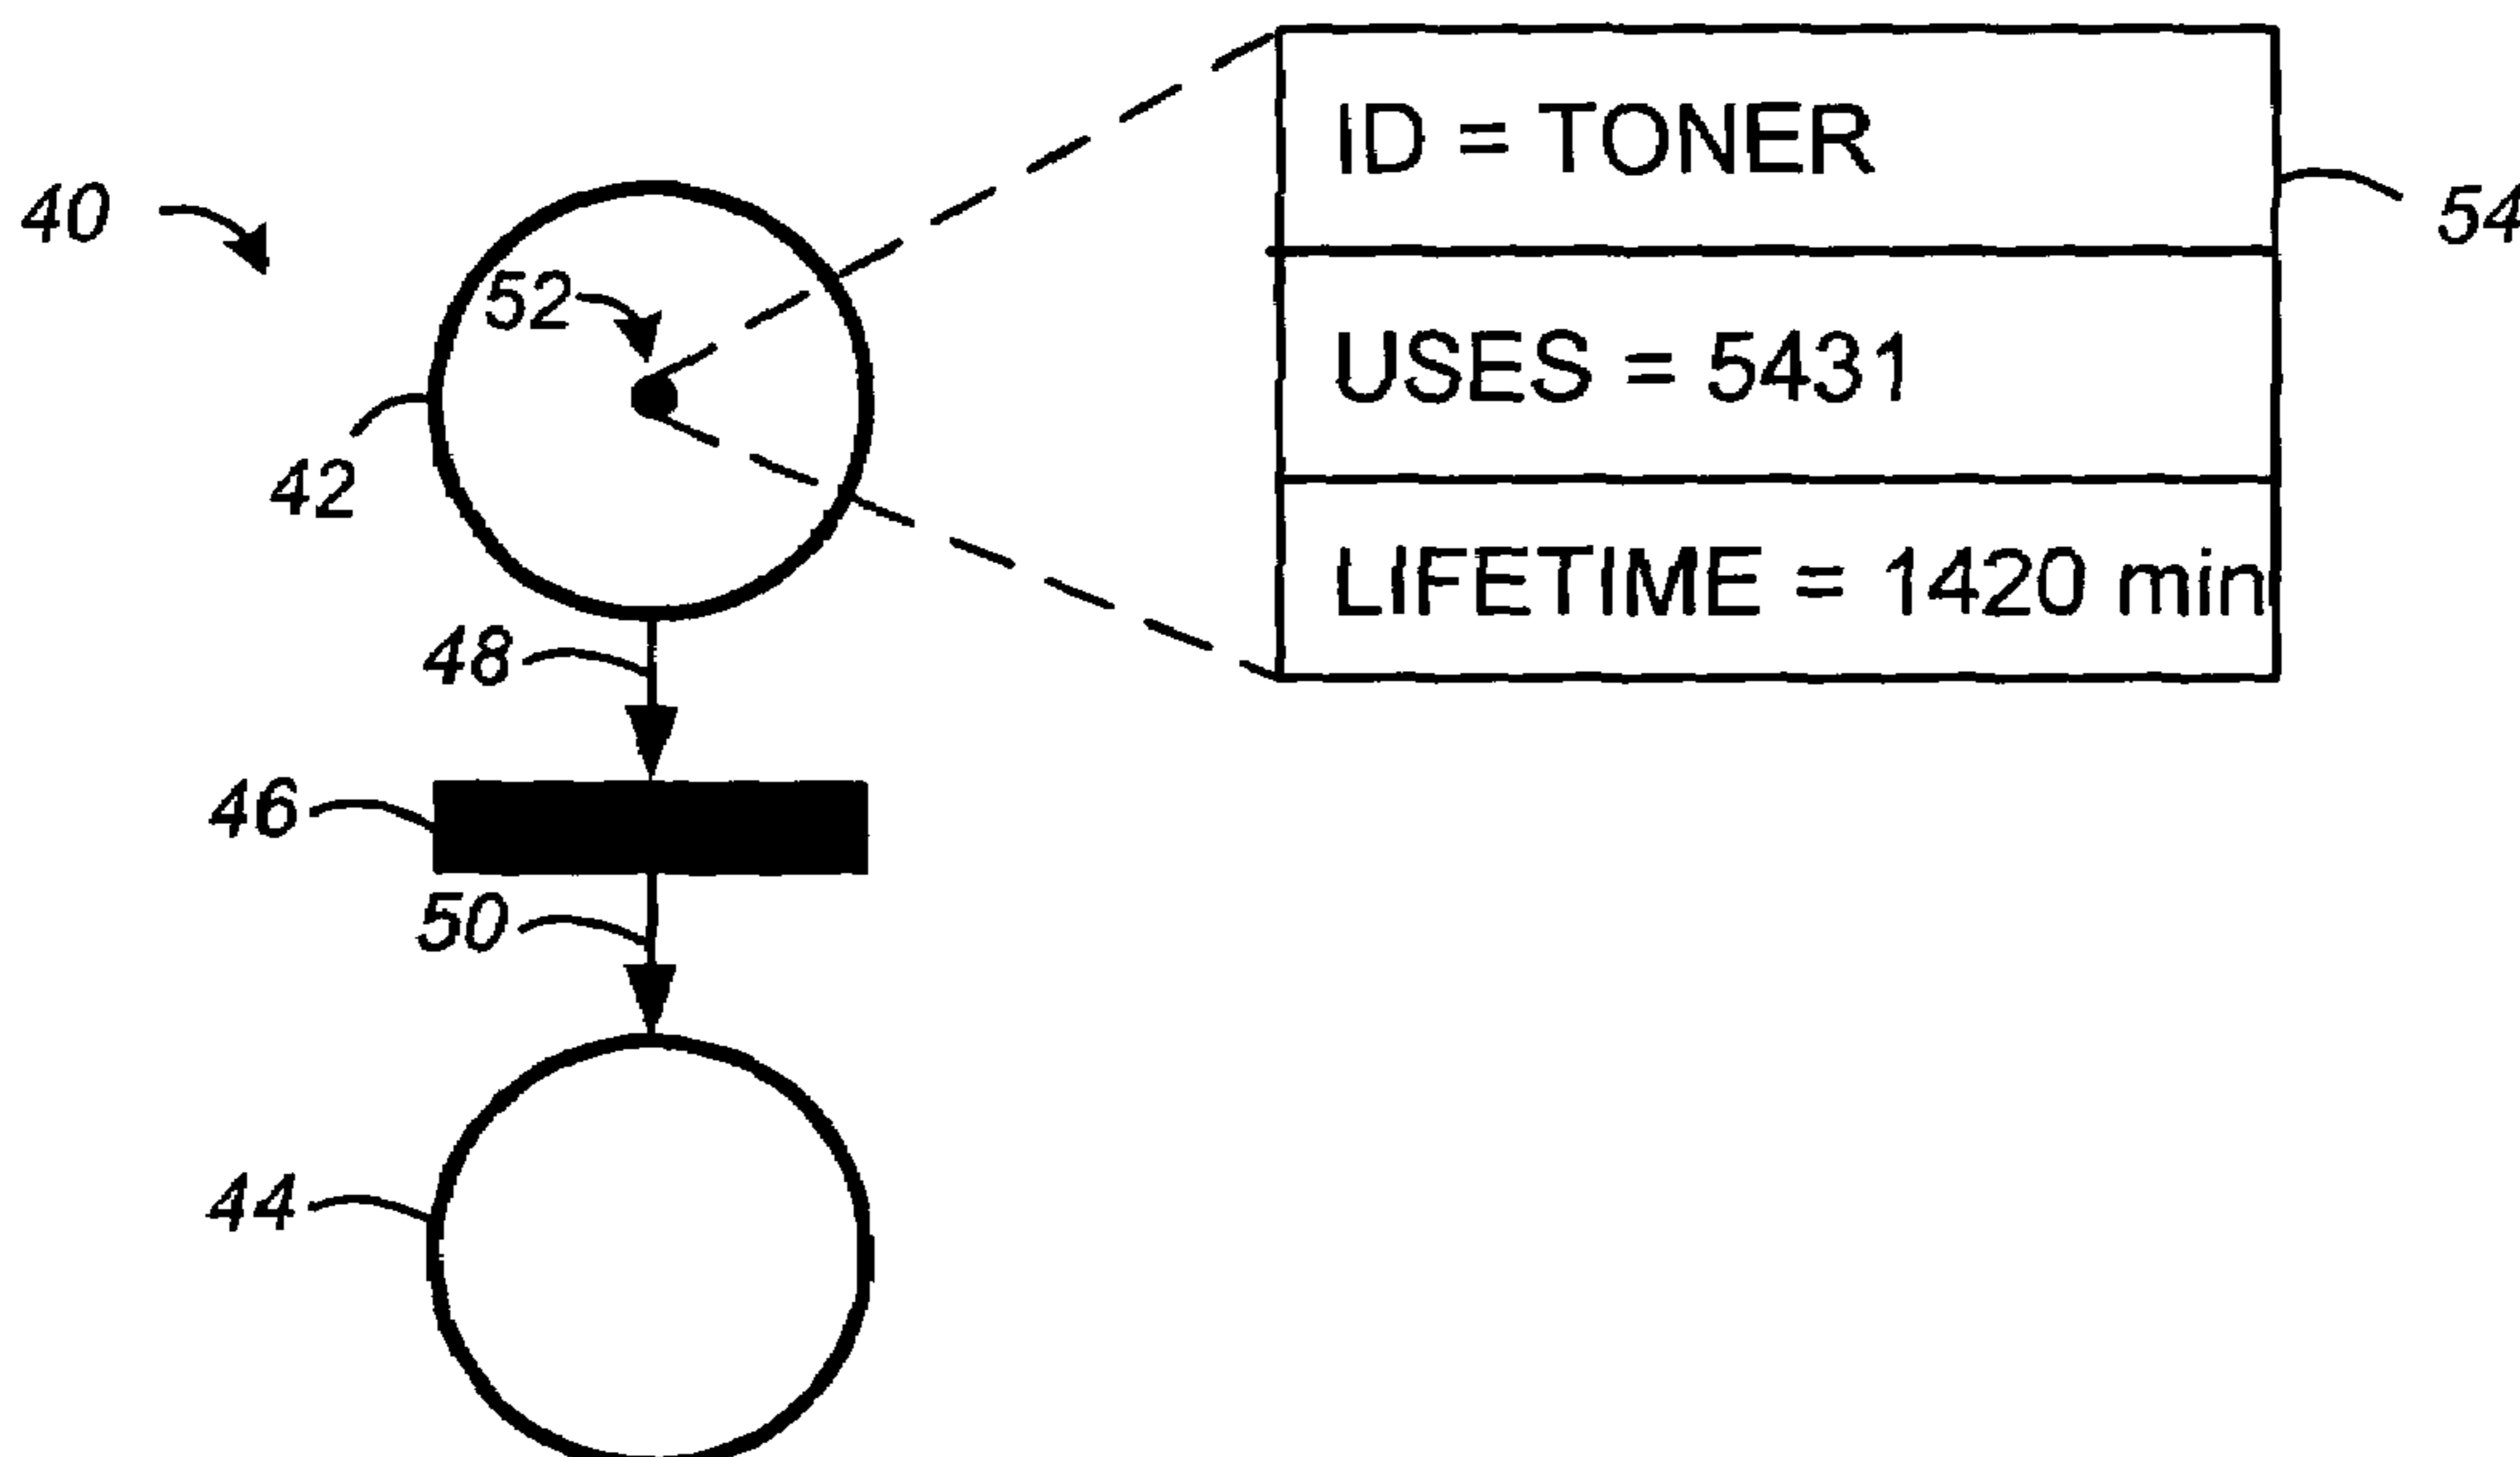 ID = TONER
40
54
52
USES = 5431
42
LIFETIME = 1420 min
48
46
50
44